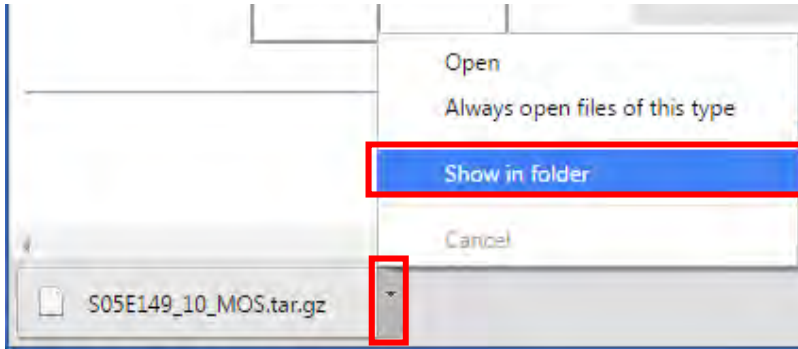 Open
Always open files of this type
Show in folder
Cancel
S05E149_10_MOS.tar.gz